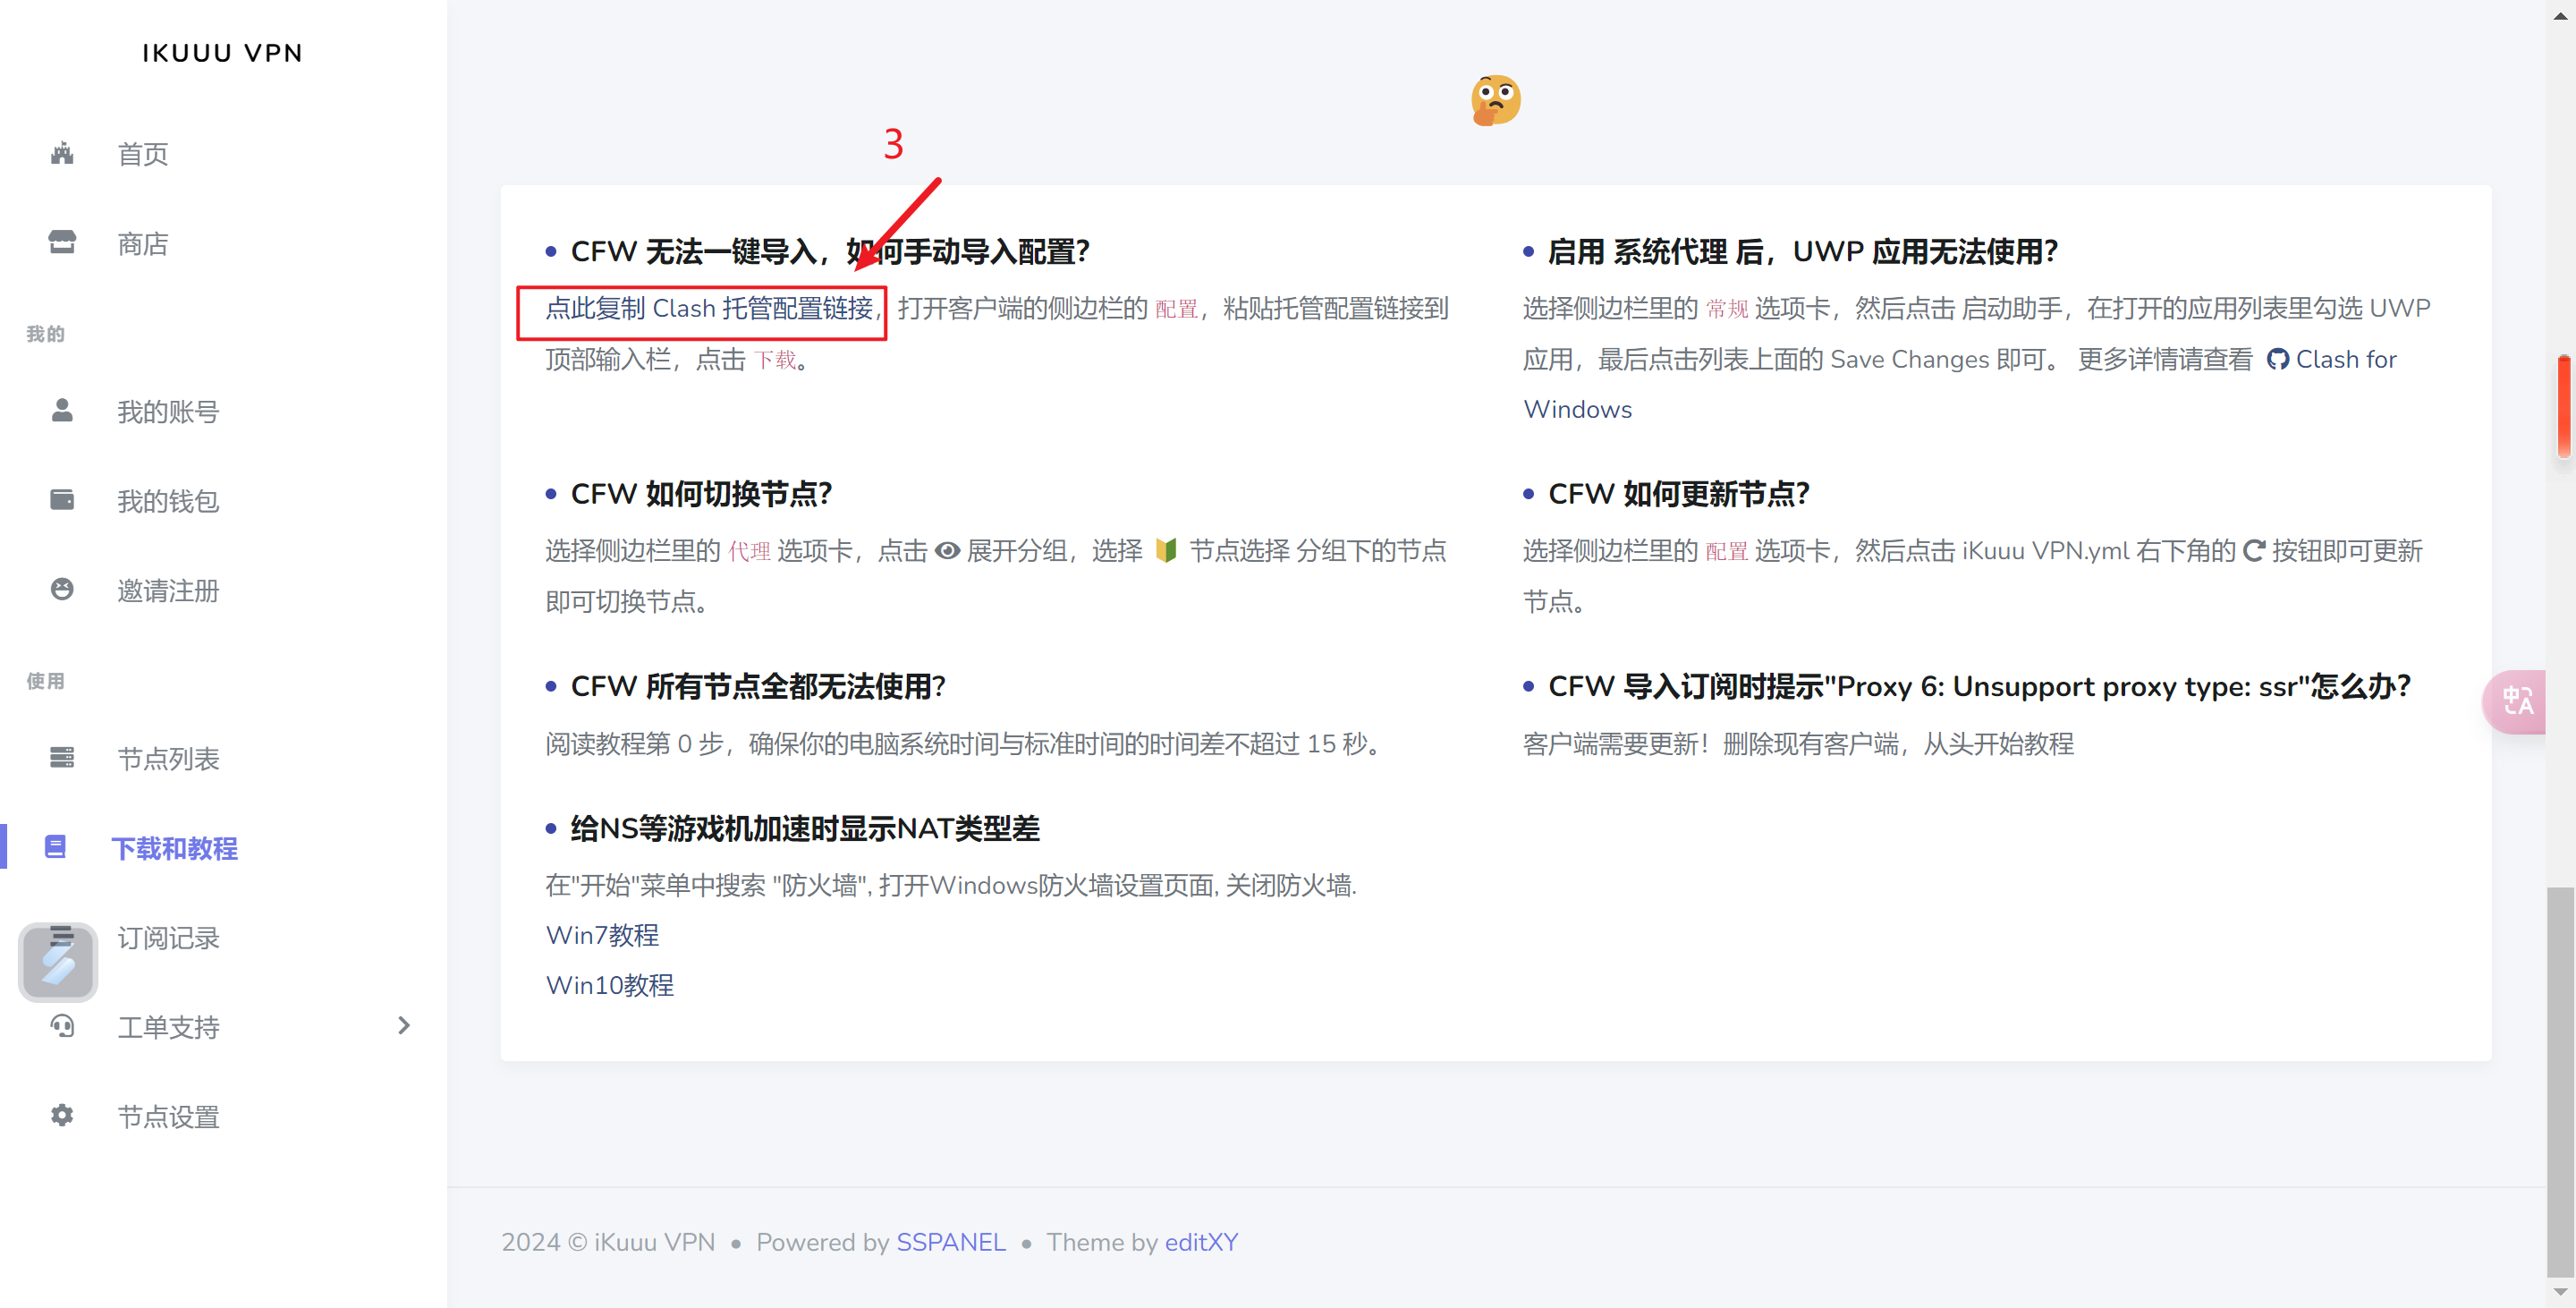 IKUUU VPN
首页
商店
我的
我的账号
我的钱包
邀请注册
使用
节点列表
下载和教程
订阅记录
工单支持
节点设置
3
CFW 无法一键导入，如何手动导入配置？
点此复制 Clash 托管配置链接，打开客户端的侧边栏的 配置，粘贴托管配置链接到
顶部输入栏，点击 下载。
启用 系统代理 后，UWP 应用无法使用？
选择侧边栏里的 常规 选项卡，然后点击 启动助手，在打开的应用列表里勾选 UWP
应用，最后点击列表上面的 Save Changes 即可。 更多详情请查看 Clash for
Windows
CFW 如何切换节点？
选择侧边栏里的 代理 选项卡，点击 展开分组，选择 🔰 节点选择 分组下的节点
即可切换节点。
CFW 如何更新节点？
选择侧边栏里的 配置 选项卡，然后点击 iKuuu VPN.yml 右下角的 按钮即可更新
节点。
CFW 所有节点全都无法使用？
阅读教程第 0 步，确保你的电脑系统时间与标准时间的时间差不超过 15 秒。
CFW 导入订阅时提示"Proxy 6: Unsupport proxy type: ssr"怎么办？
客户端需要更新！删除现有客户端，从头开始教程
给NS等游戏机加速时显示NAT类型差
在"开始"菜单中搜索 "防火墙", 打开Windows防火墙设置页面, 关闭防火墙.
Win7教程
Win10教程
中A
2024 © iKuuu VPN • Powered by SSPANEL • Theme by editXY